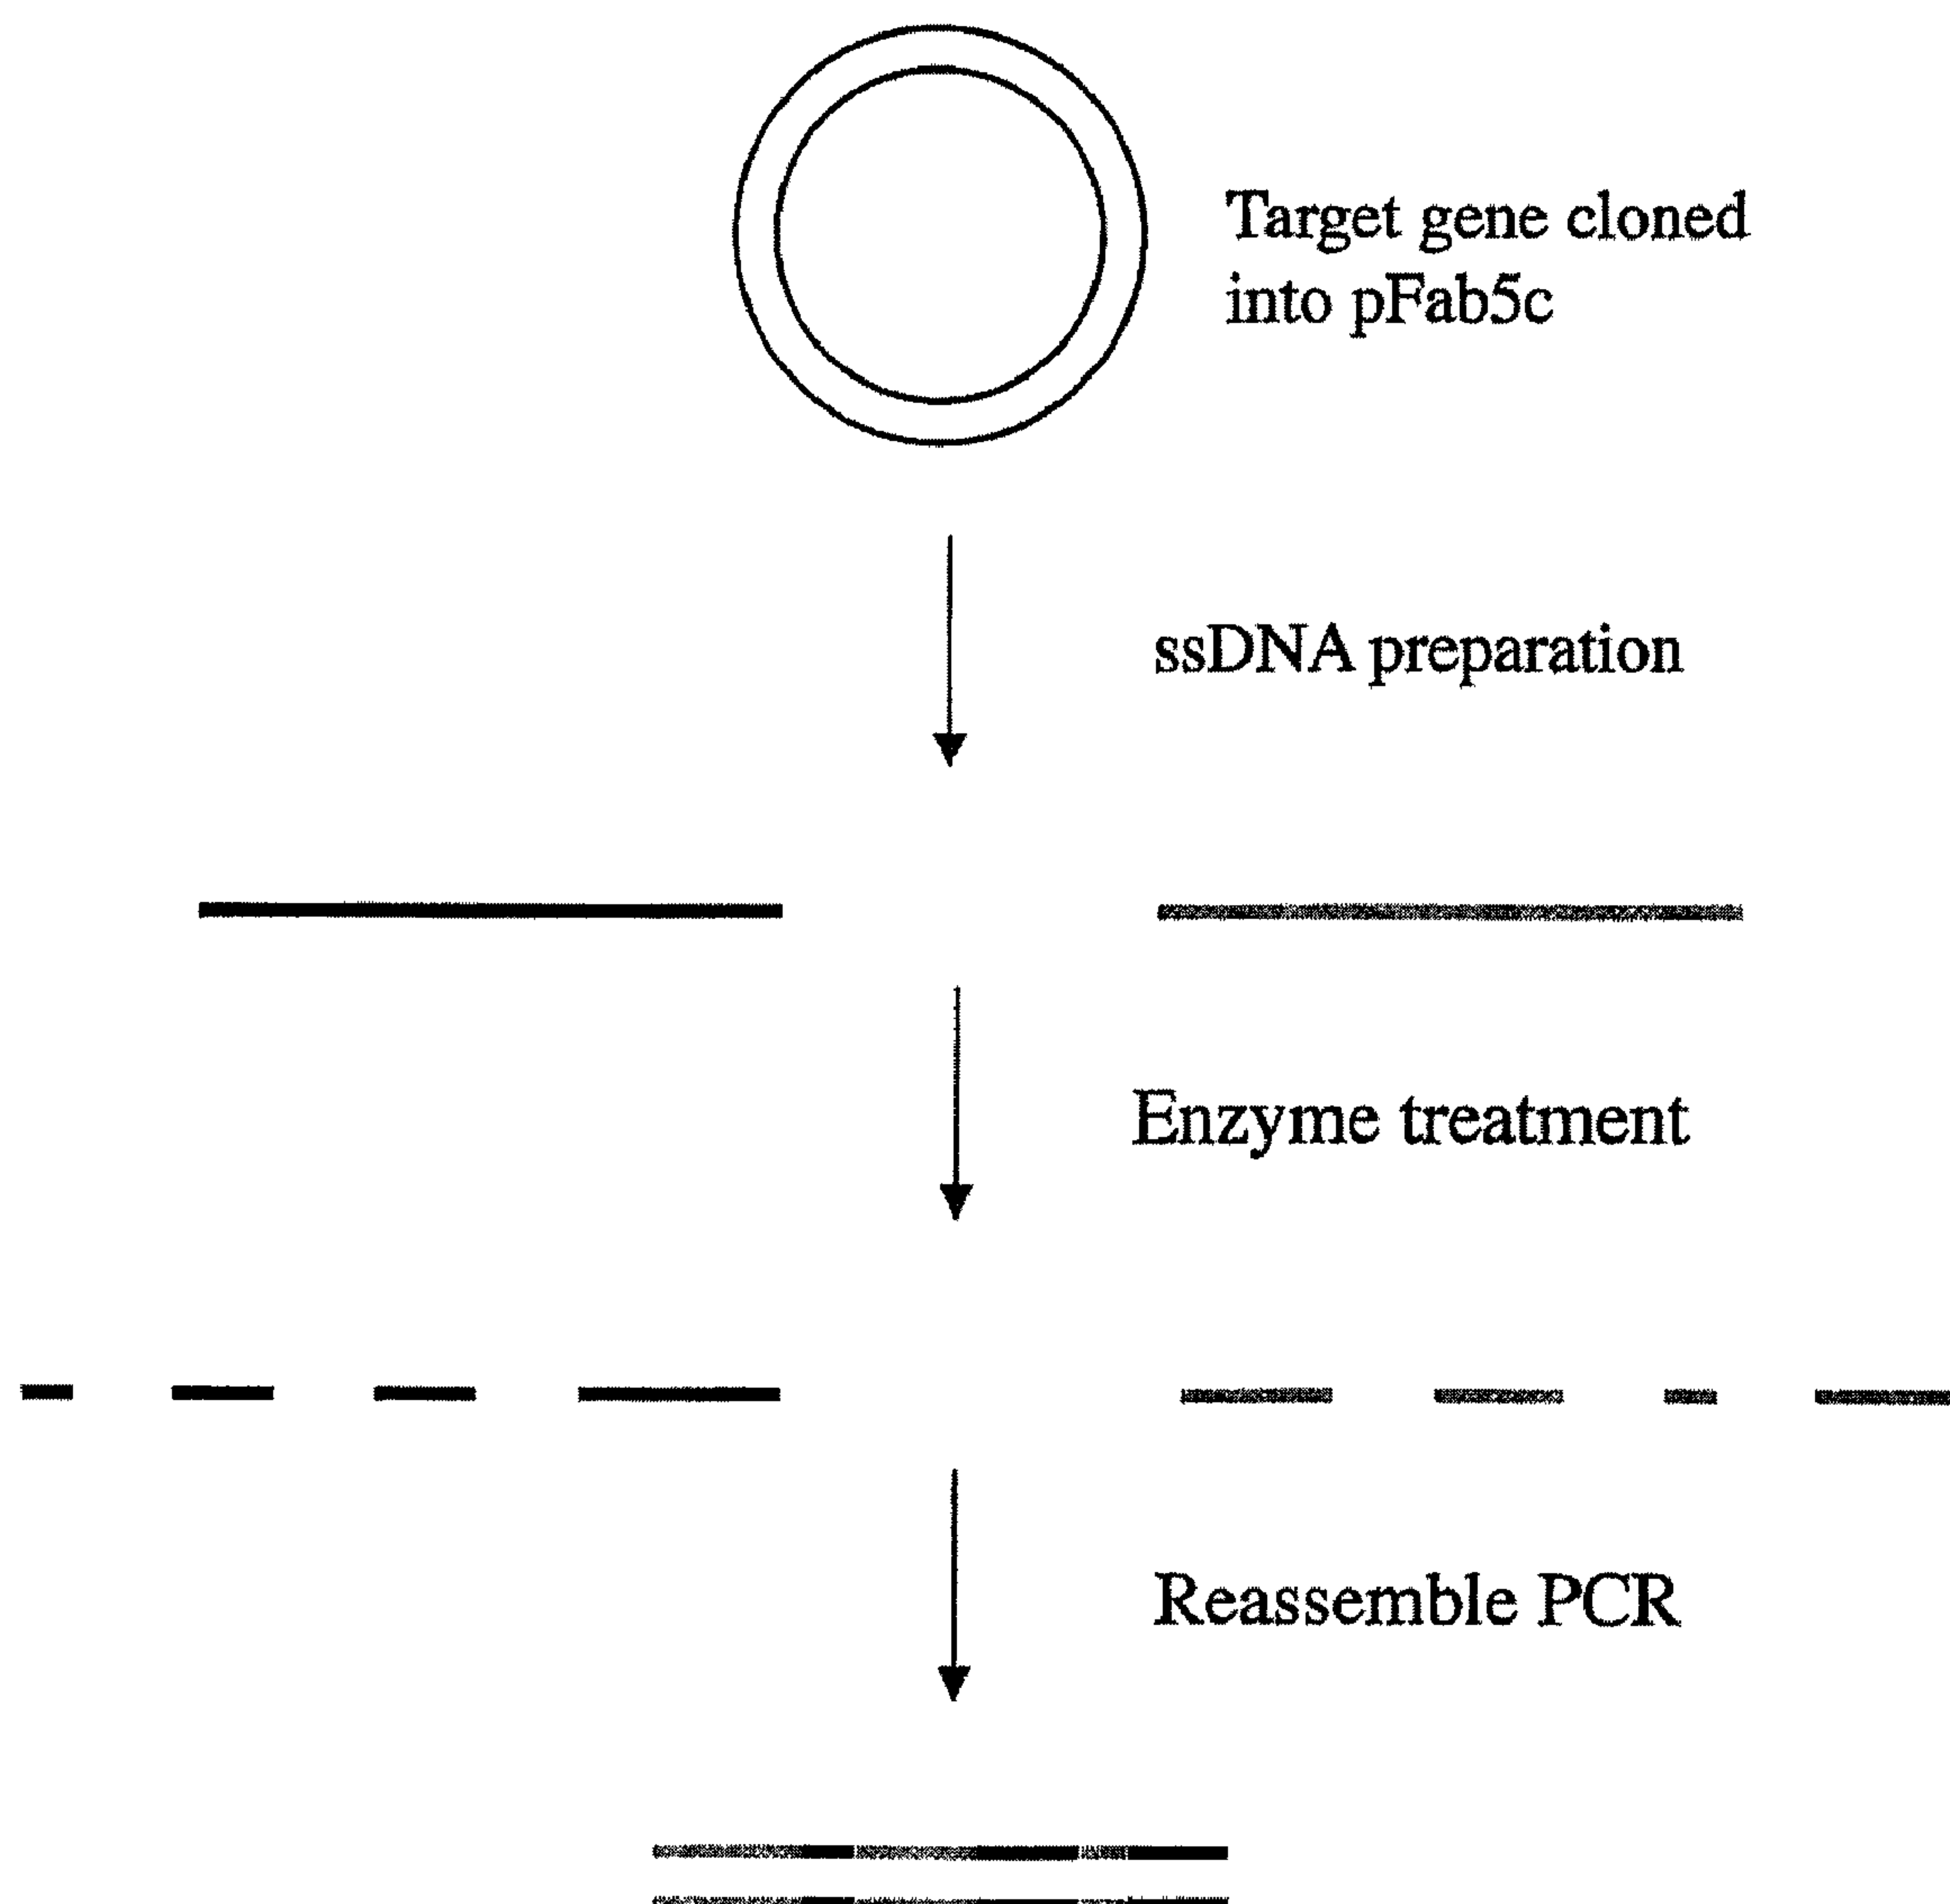 Target gene cloned
into pFab5c
ssDNA preparation
Enzyme treatment
Reassemble PCR